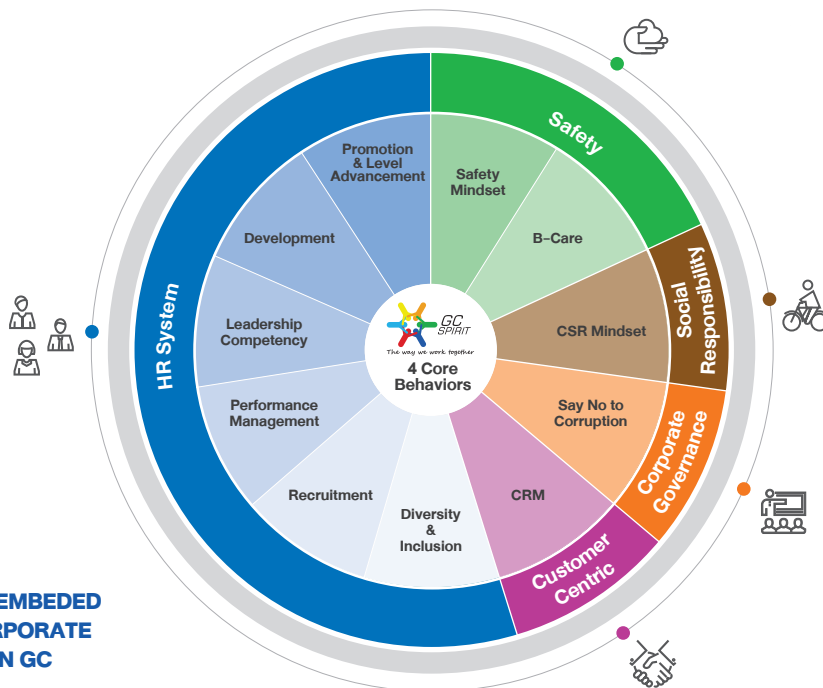 Safety
Promotion
& Level
Advancement
Safety
Mindset
Development
B-Care
Social
Responsibility
HR System
Leadership
Competency
GC
SPIRIT
The way we work together
4 Core
Behaviors
CSR Mindset
Performance
Management
Say No to
Corruption
Corporate
Governance
Recruitment
Diversity
&
Inclusion
CRM
Customer
Centric
EMBEDED
RPORATE
N GC